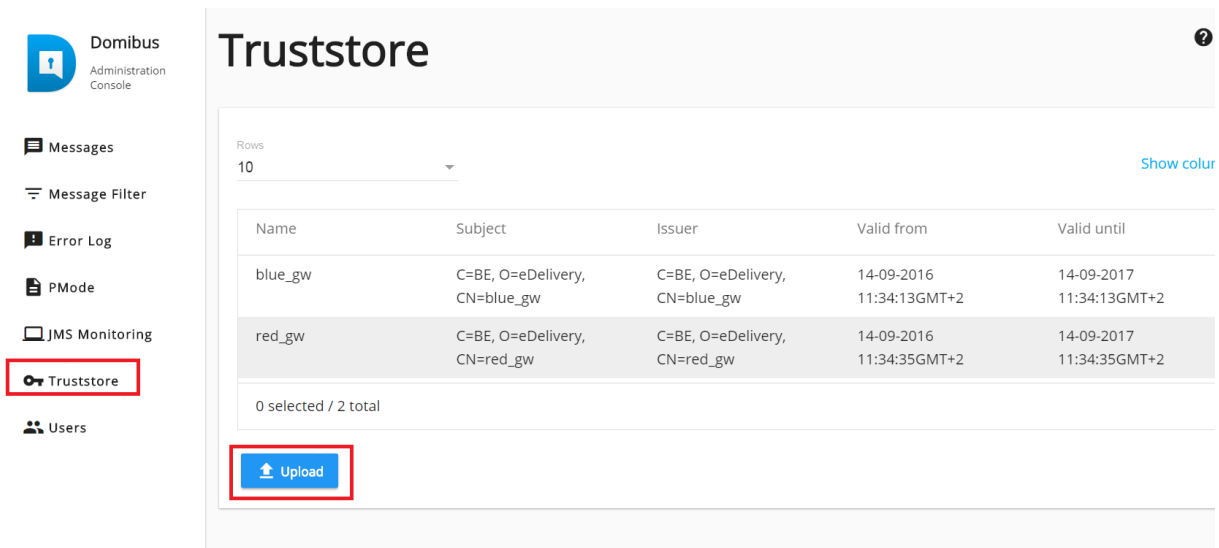 Domibus
Administration
Console
Messages
Message Filter
Error Log
PMode
JMS Monitoring
Truststore
Users
Truststore
Rows
10
Show colum
Name Subject Issuer Valid from Valid until
blue_gw C=BE, O=eDelivery, C=BE, O=eDelivery, 14-09-2016 14-09-2017
CN=blue_gw CN=blue_gw 11:34:13GMT+2 11:34:13GMT+2
red_gw C=BE, O=eDelivery, C=BE, O=eDelivery, 14-09-2016 14-09-2017
CN=red_gw CN=red_gw 11:34:35GMT+2 11:34:35GMT+2
0 selected / 2 total
Upload